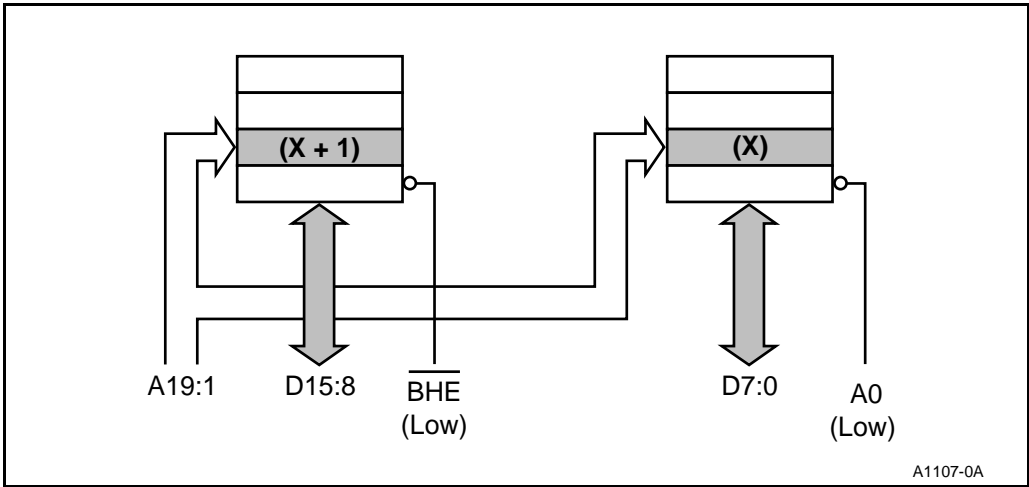 (X + 1)
(X)
A19:1
D15:8
BHE
(Low)
D7:0
A0
(Low)
A1107-0A